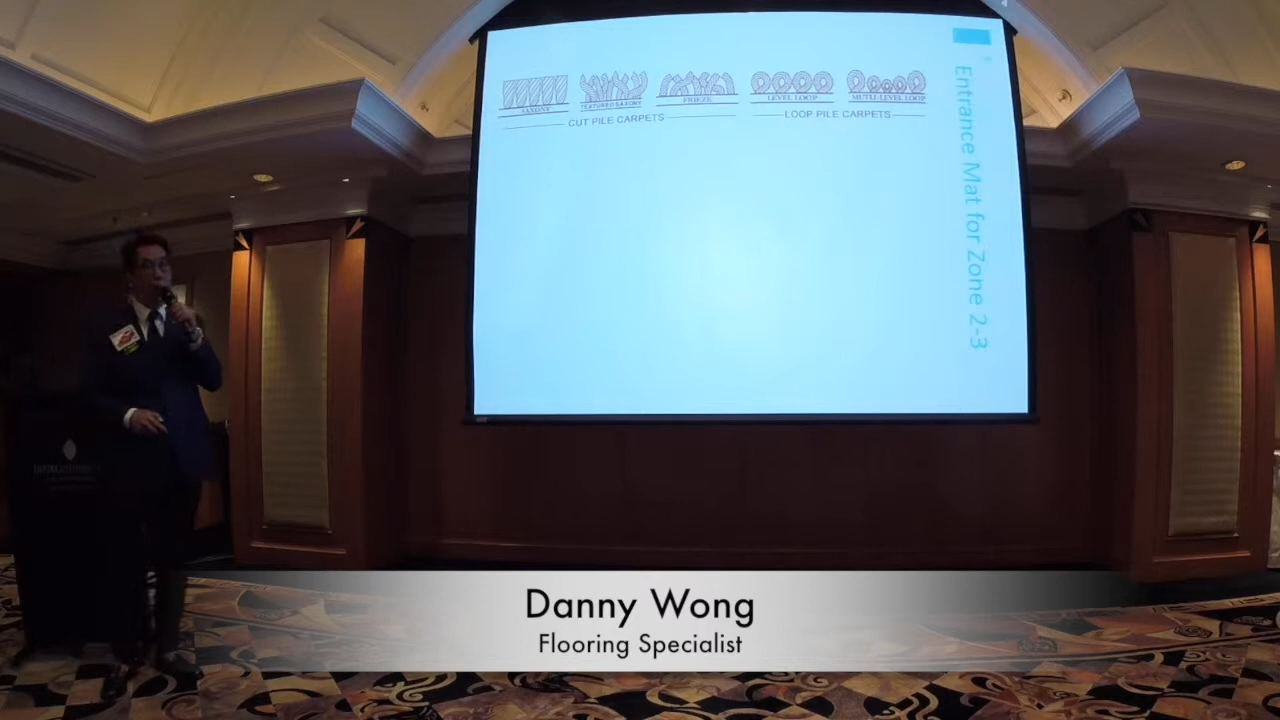 SAXONY
TEXTURED SAXONY
FRIEZE
LEVEL LOOP
MUTLI-LEVEL LOOP
CUT PILE CARPETS
LOOP PILE CARPETS
Entrance Mat for Zone 2-3
Danny Wong
Flooring Specialist